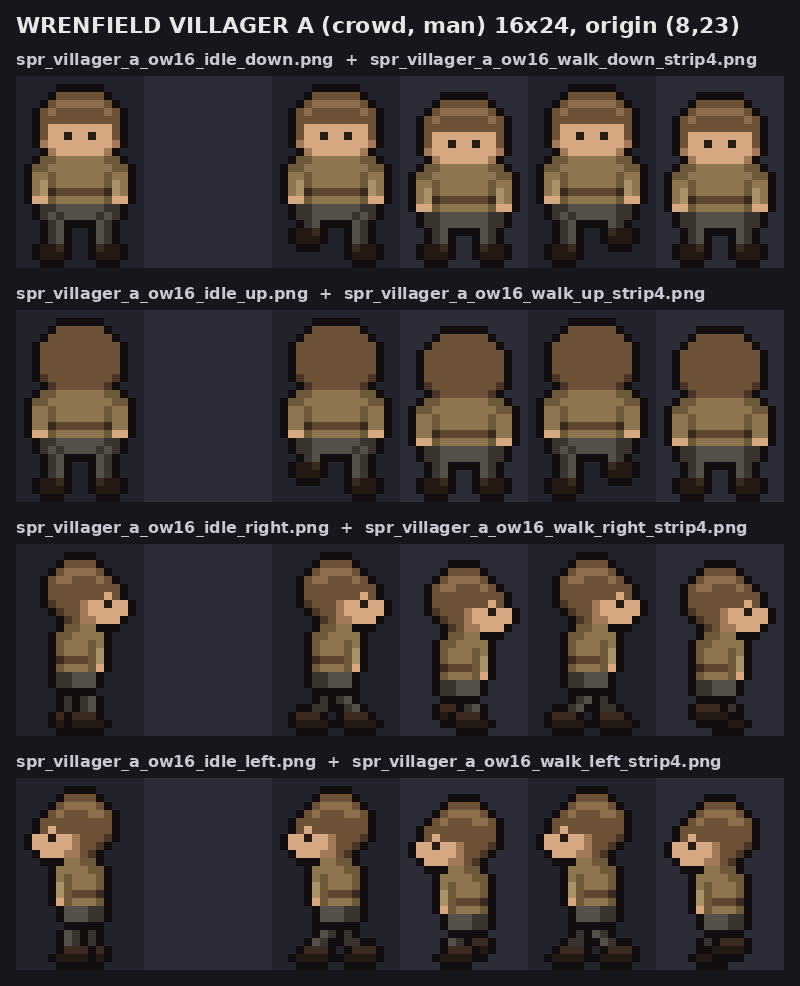 WRENFIELD VILLAGER A (crowd, man) 16x24, origin (8,23)
spr_villager_a_ow16_idle_down.png + spr_villager_a_ow16_walk_down_strip4.png
spr_villager_a_ow16_idle_up.png + spr_villager_a_ow16_walk_up_strip4.png
spr_villager_a_ow16_idle_right.png + spr_villager_a_ow16_walk_right_strip4.png
spr_villager_a_ow16_idle_left.png + spr_villager_a_ow16_walk_left_strip4.png